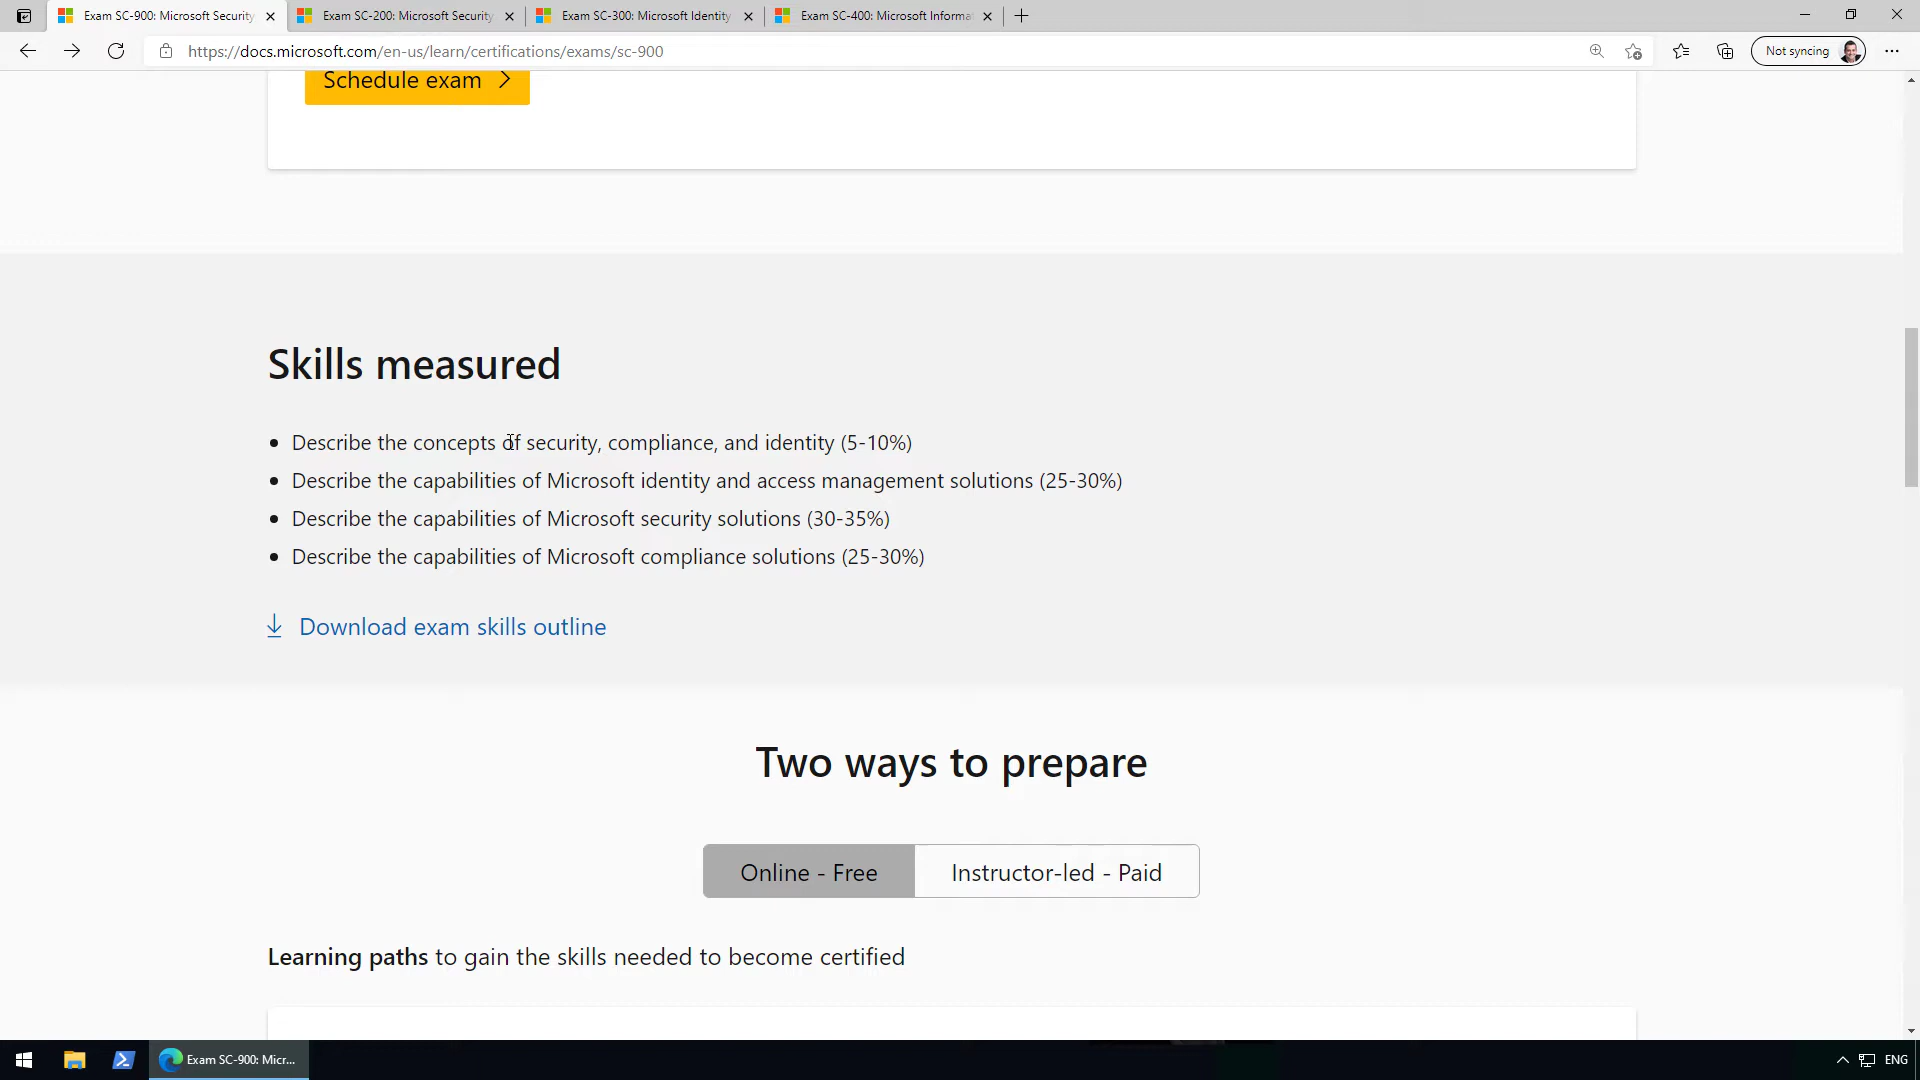 Exam SC-900: Microsoft Security
Exam SC-200: Microsoft Security
Exam SC-300: Microsoft Identity
Exam SC-400: Microsoft Informat
https://docs.microsoft.com/en-us/learn/certifications/exams/sc-900
Not syncing
Schedule exam
Skills measured
• Describe the concepts of security, compliance, and identity (5-10%)
• Describe the capabilities of Microsoft identity and access management solutions (25-30%)
• Describe the capabilities of Microsoft security solutions (30-35%)
• Describe the capabilities of Microsoft compliance solutions (25-30%)
Download exam skills outline
Two ways to prepare
Online - Free
Instructor-led - Paid
Learning paths to gain the skills needed to become certified
Exam SC-900: Micr...
ENG